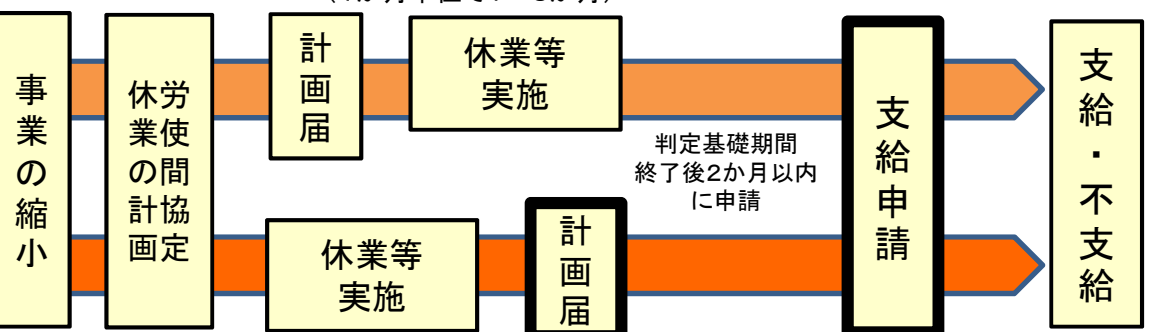 事業の縮小
労使間協定
休業の計画
計画届
休業等
実施
判定基礎期間
終了後2か月以内
に申請
支給申請
支給・不支給
休業等
実施
計画届